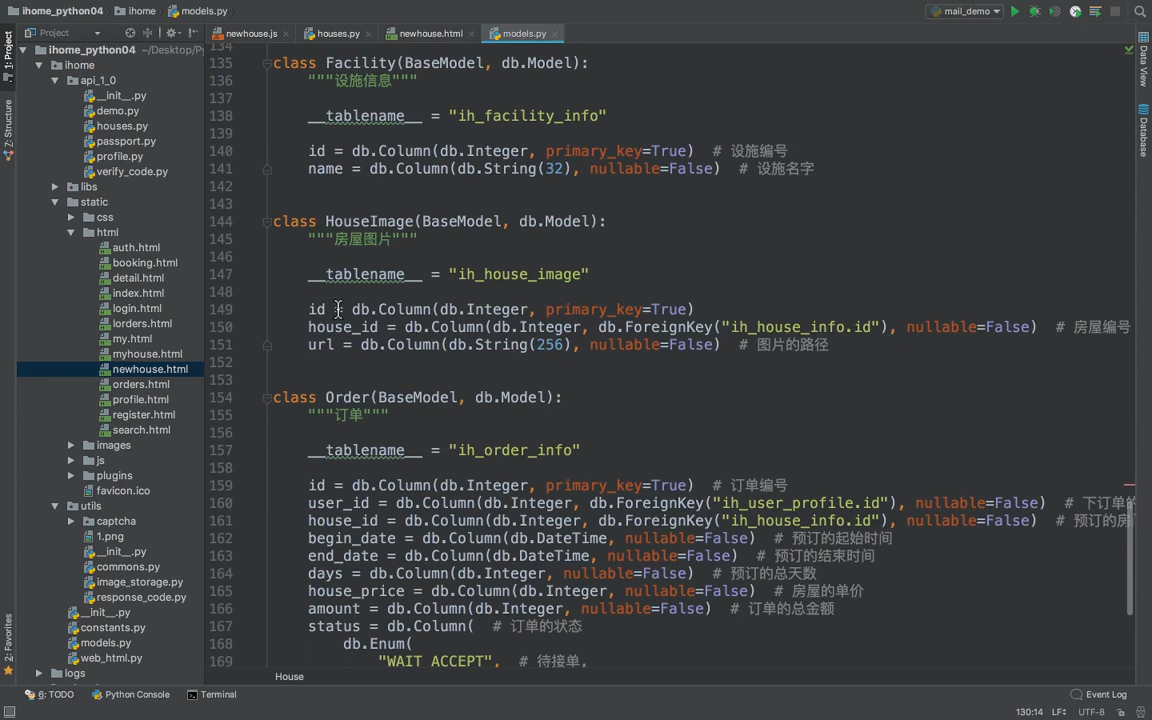 ihome_python04 ihome models.py
mail_demo
Project
newhouse.js houses.py newhouse.html models.py
1: Project
Z: Structure
2: Favorites
Data View
Database
ihome_python04 ~/Desktop/Py
ihome
api_1_0
__init__.py
demo.py
houses.py
passport.py
profile.py
verify_code.py
libs
static
css
html
auth.html
booking.html
detail.html
index.html
login.html
lorders.html
my.html
myhouse.html
newhouse.html
orders.html
profile.html
register.html
search.html
images
js
plugins
favicon.ico
utils
captcha
1.png
__init__.py
commons.py
image_storage.py
response_code.py
__init__.py
constants.py
models.py
web_html.py
logs
134
135 class Facility(BaseModel, db.Model):
136 """设施信息"""
137
138 __tablename__ = "ih_facility_info"
139
140 id = db.Column(db.Integer, primary_key=True) # 设施编号
141 name = db.Column(db.String(32), nullable=False) # 设施名字
142
143
144 class HouseImage(BaseModel, db.Model):
145 """房屋图片"""
146
147 __tablename__ = "ih_house_image"
148
149 id = db.Column(db.Integer, primary_key=True)
150 house_id = db.Column(db.Integer, db.ForeignKey("ih_house_info.id"), nullable=False) # 房屋编号
151 url = db.Column(db.String(256), nullable=False) # 图片的路径
152
153
154 class Order(BaseModel, db.Model):
155 """订单"""
156
157 __tablename__ = "ih_order_info"
158
159 id = db.Column(db.Integer, primary_key=True) # 订单编号
160 user_id = db.Column(db.Integer, db.ForeignKey("ih_user_profile.id"), nullable=False) # 下订单的
161 house_id = db.Column(db.Integer, db.ForeignKey("ih_house_info.id"), nullable=False) # 预订的房
162 begin_date = db.Column(db.DateTime, nullable=False) # 预订的起始时间
163 end_date = db.Column(db.DateTime, nullable=False) # 预订的结束时间
164 days = db.Column(db.Integer, nullable=False) # 预订的总天数
165 house_price = db.Column(db.Integer, nullable=False) # 房屋的单价
166 amount = db.Column(db.Integer, nullable=False) # 订单的总金额
167 status = db.Column( # 订单的状态
168 db.Enum(
169 "WAIT_ACCEPT", # 待接单,
House
6: TODO Python Console Terminal Event Log
130:14 LF UTF-8